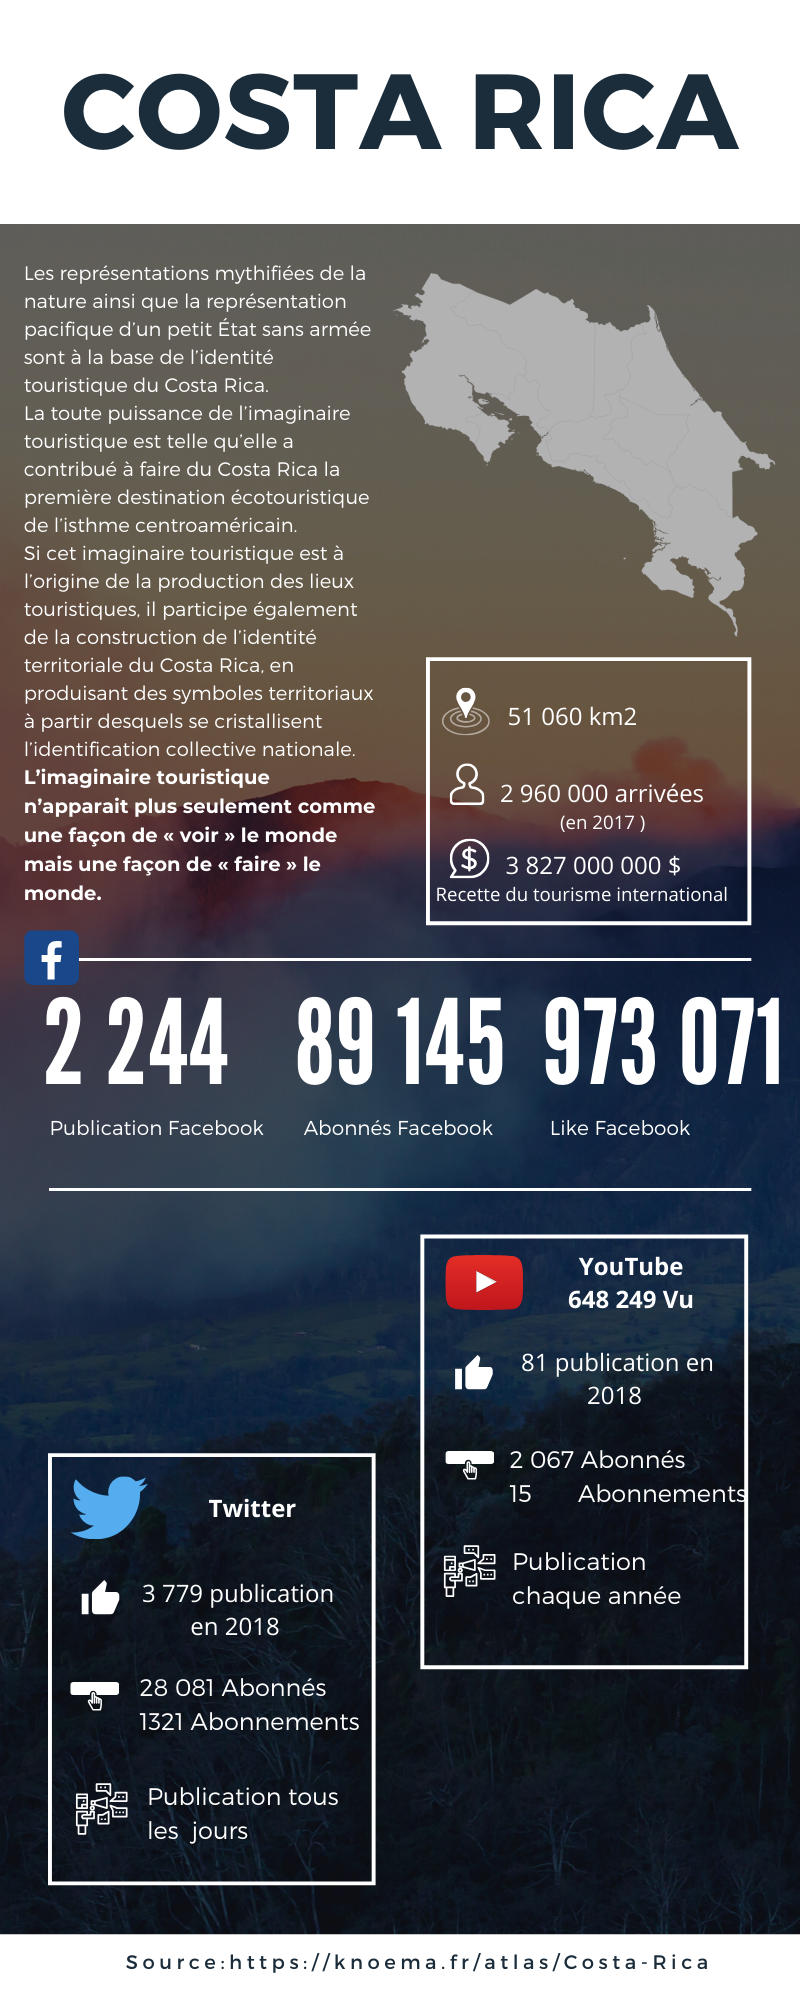 COSTA RICA
Les représentations mythifiées de la
nature ainsi que la représentation
pacifique d'un petit État sans armée
sont à la base de l'identité
touristique du Costa Rica.
La toute puissance de l'imaginaire
touristique est telle qu'elle a
contribué à faire du Costa Rica la
première destination écotouristique
de l'isthme centroaméricain.
Si cet imaginaire touristique est à
l'origine de la production des lieux
touristiques, il participe également
de la construction de l'identité
territoriale du Costa Rica, en
produisant des symboles territoriaux
à partir desquels se cristallisent
l'identification collective nationale.
L'imaginaire touristique
n'apparait plus seulement comme
une façon de « voir » le monde
mais une façon de « faire » le
monde.
51 060 km2
2 960 000 arrivées
(en 2017 )
3 827 000 000 $
Recette du tourisme international
2 244 89 145 973 071
Publication Facebook Abonnés Facebook Like Facebook
YouTube
648 249 Vu
81 publication en
2018
2 067 Abonnés
15 Abonnements
Publication
chaque année
Twitter
3 779 publication
en 2018
28 081 Abonnés
1321 Abonnements
Publication tous
les jours
Source:https://knoema.fr/atlas/Costa-Rica